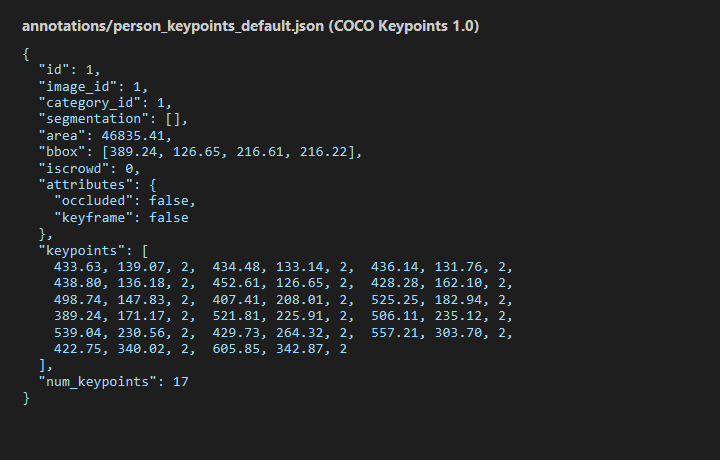 annotations/person_keypoints_default.json (COCO Keypoints 1.0)
{
  "id": 1,
  "image_id": 1,
  "category_id": 1,
  "segmentation": [],
  "area": 46835.41,
  "bbox": [389.24, 126.65, 216.61, 216.22],
  "iscrowd": 0,
  "attributes": {
    "occluded": false,
    "keyframe": false
  },
  "keypoints": [
    433.63, 139.07, 2,  434.48, 133.14, 2,  436.14, 131.76, 2,
    438.80, 136.18, 2,  452.61, 126.65, 2,  428.28, 162.10, 2,
    498.74, 147.83, 2,  407.41, 208.01, 2,  525.25, 182.94, 2,
    389.24, 171.17, 2,  521.81, 225.91, 2,  506.11, 235.12, 2,
    539.04, 230.56, 2,  429.73, 264.32, 2,  557.21, 303.70, 2,
    422.75, 340.02, 2,  605.85, 342.87, 2
  ],
  "num_keypoints": 17
}